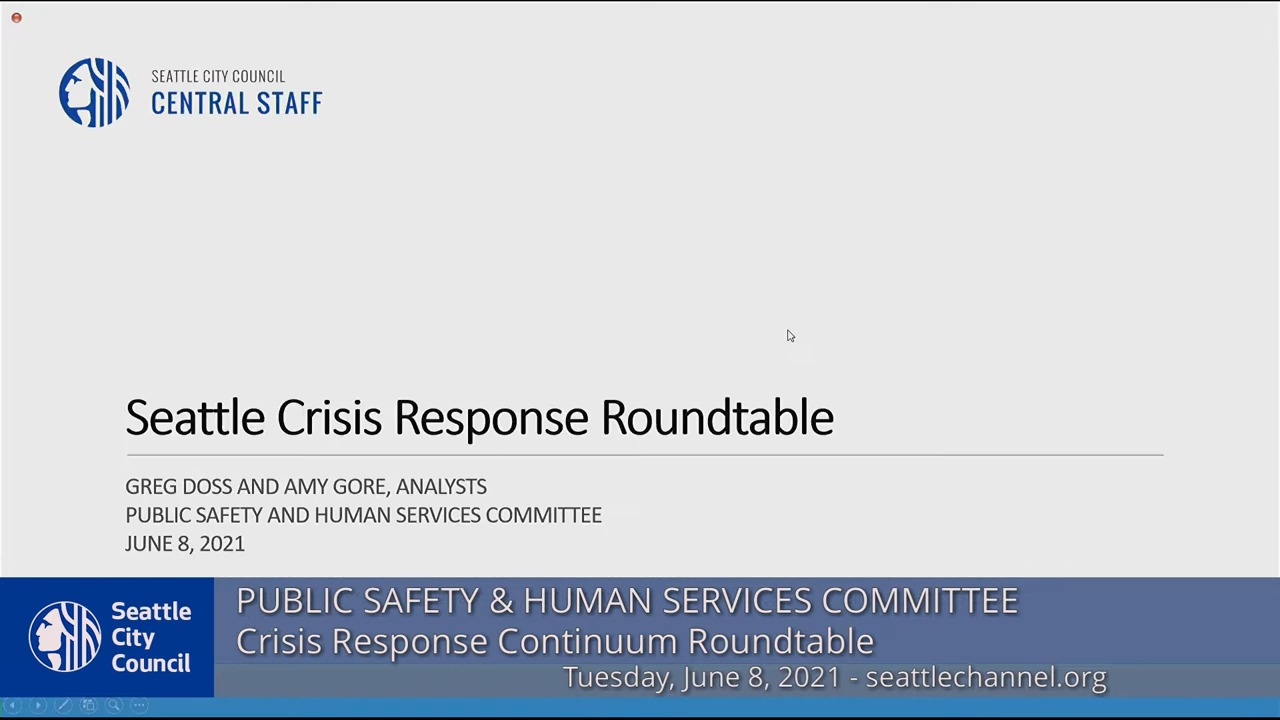 SEATTLE CITY COUNCIL
CENTRAL STAFF
Seattle Crisis Response Roundtable
GREG DOSS AND AMY GORE, ANALYSTS
PUBLIC SAFETY AND HUMAN SERVICES COMMITTEE
JUNE 8, 2021
Seattle
City
Council
PUBLIC SAFETY & HUMAN SERVICES COMMITTEE
Crisis Response Continuum Roundtable
Tuesday, June 8, 2021 - seattlechannel.org